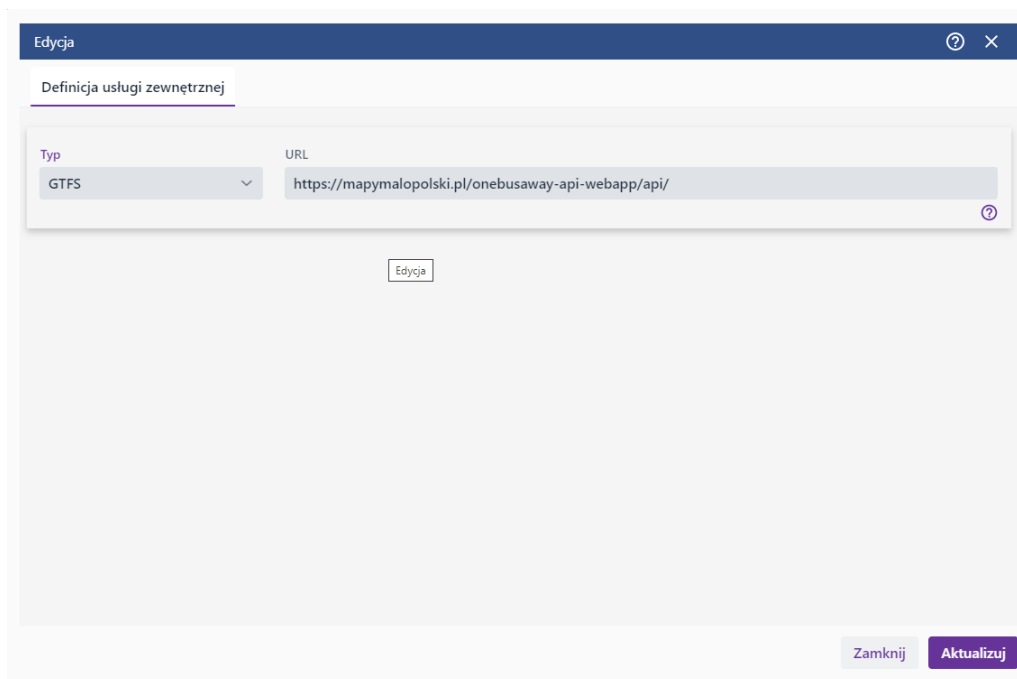 Edycja
Definicja usługi zewnętrznej
Typ
URL
GTFS
https://mapymalopolski.pl/onebusaway-api-webapp/api/
Edycja
Zamknij
Aktualizuj